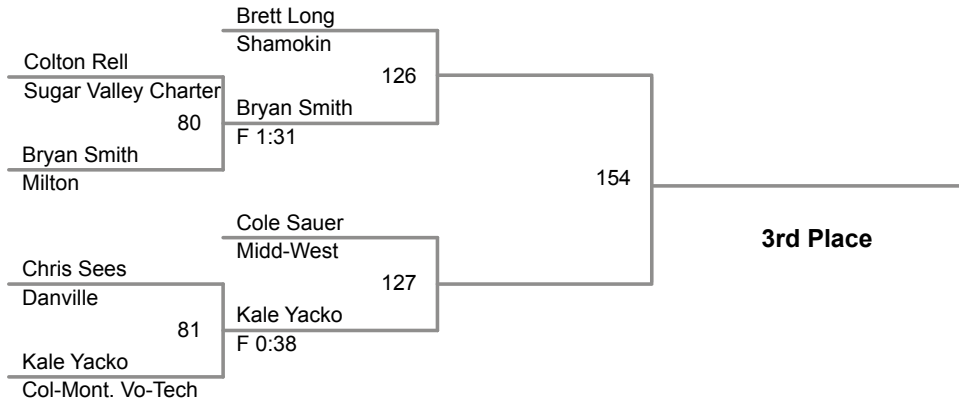 Brett Long
Shamokin
Colton Rell
Sugar Valley Charter
126
80
Bryan Smith
F 1:31
Bryan Smith
Milton
154
Cole Sauer
Midd-West
3rd Place
Chris Sees
Danville
127
81
Kale Yacko
F 0:38
Kale Yacko
Col-Mont. Vo-Tech